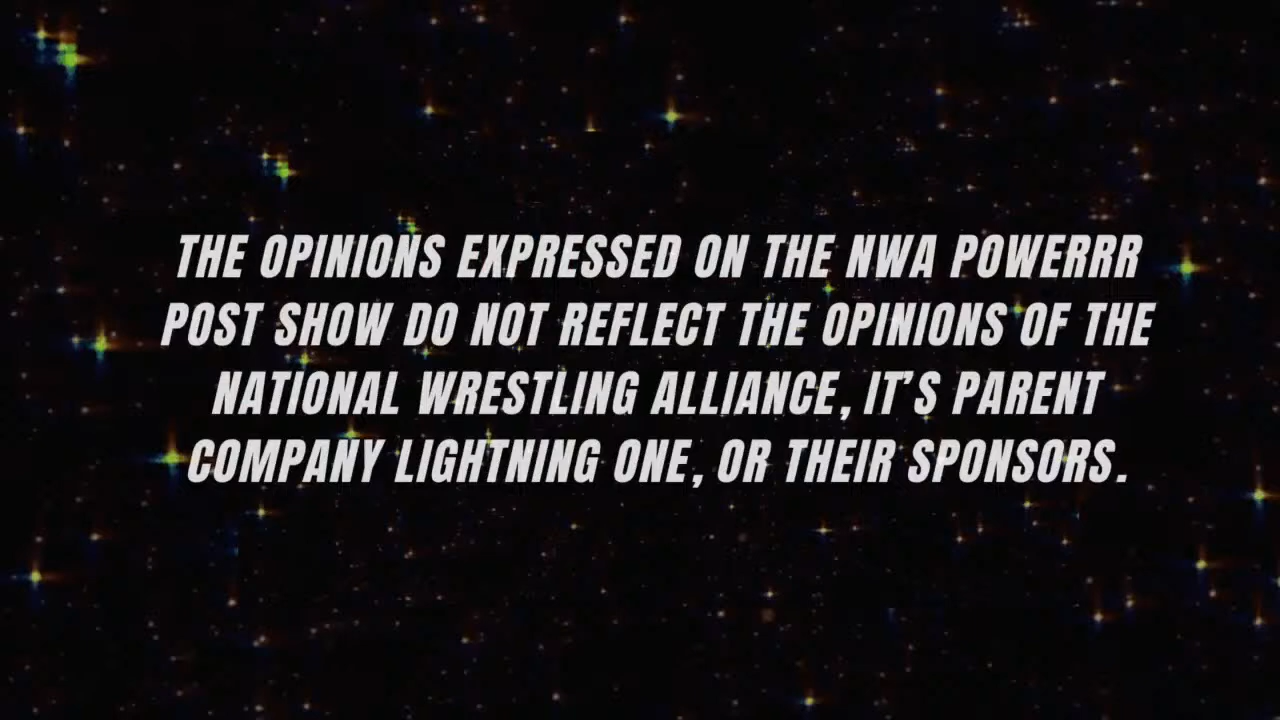 THE OPINIONS EXPRESSED ON THE NWA POWERRR
POST SHOW DO NOT REFLECT THE OPINIONS OF THE
NATIONAL WRESTLING ALLIANCE, IT’S PARENT
COMPANY LIGHTNING ONE, OR THEIR SPONSORS.